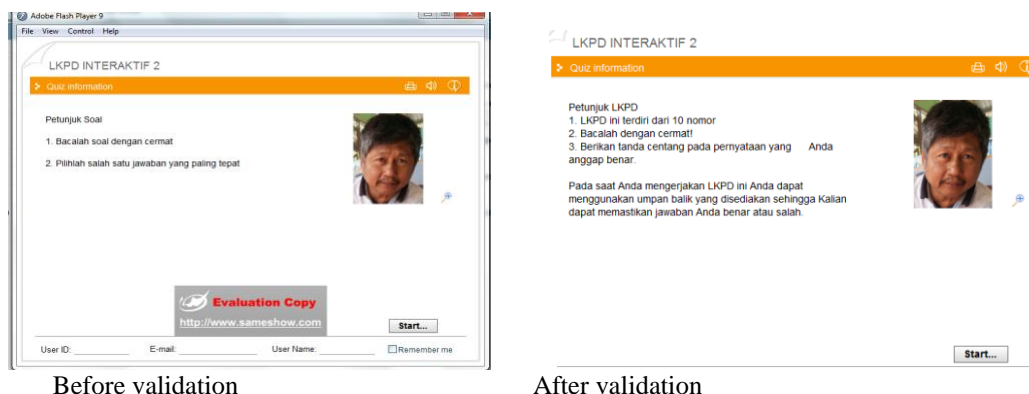 Adobe Flash Player 9
File View Control Help
LKPD INTERAKTIF 2
Quiz information
Petunjuk Soal
1. Bacalah soal dengan cermat
2. Pilihlah salah satu jawaban yang paling tepat
Evaluation Copy
http://www.sameshow.com
Start...
User ID: E-mail: User Name: Remember me
Before validation
LKPD INTERAKTIF 2
Quiz information
Petunjuk LKPD
1. LKPD ini terdiri dari 10 nomor
2. Bacalah dengan cermat!
3. Berikan tanda centang pada pernyataan yang Anda
anggap benar.
Pada saat Anda mengerjakan LKPD ini Anda dapat
menggunakan umpan balik yang disediakan sehingga Kalian
dapat memastikan jawaban Anda benar atau salah.
Start...
After validation